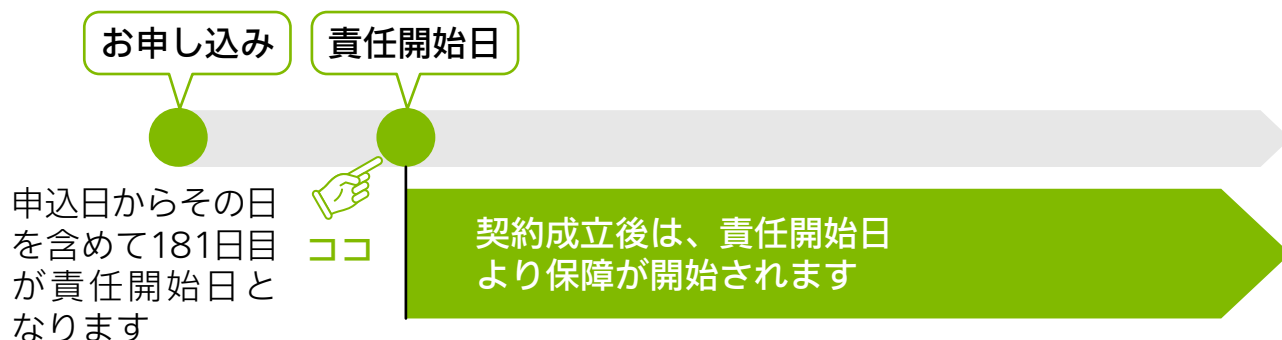 お申し込み
責任開始日
申込日からその日
を含めて181日目
が責任開始日と
なります
ココ
契約成立後は、責任開始日
より保障が開始されます